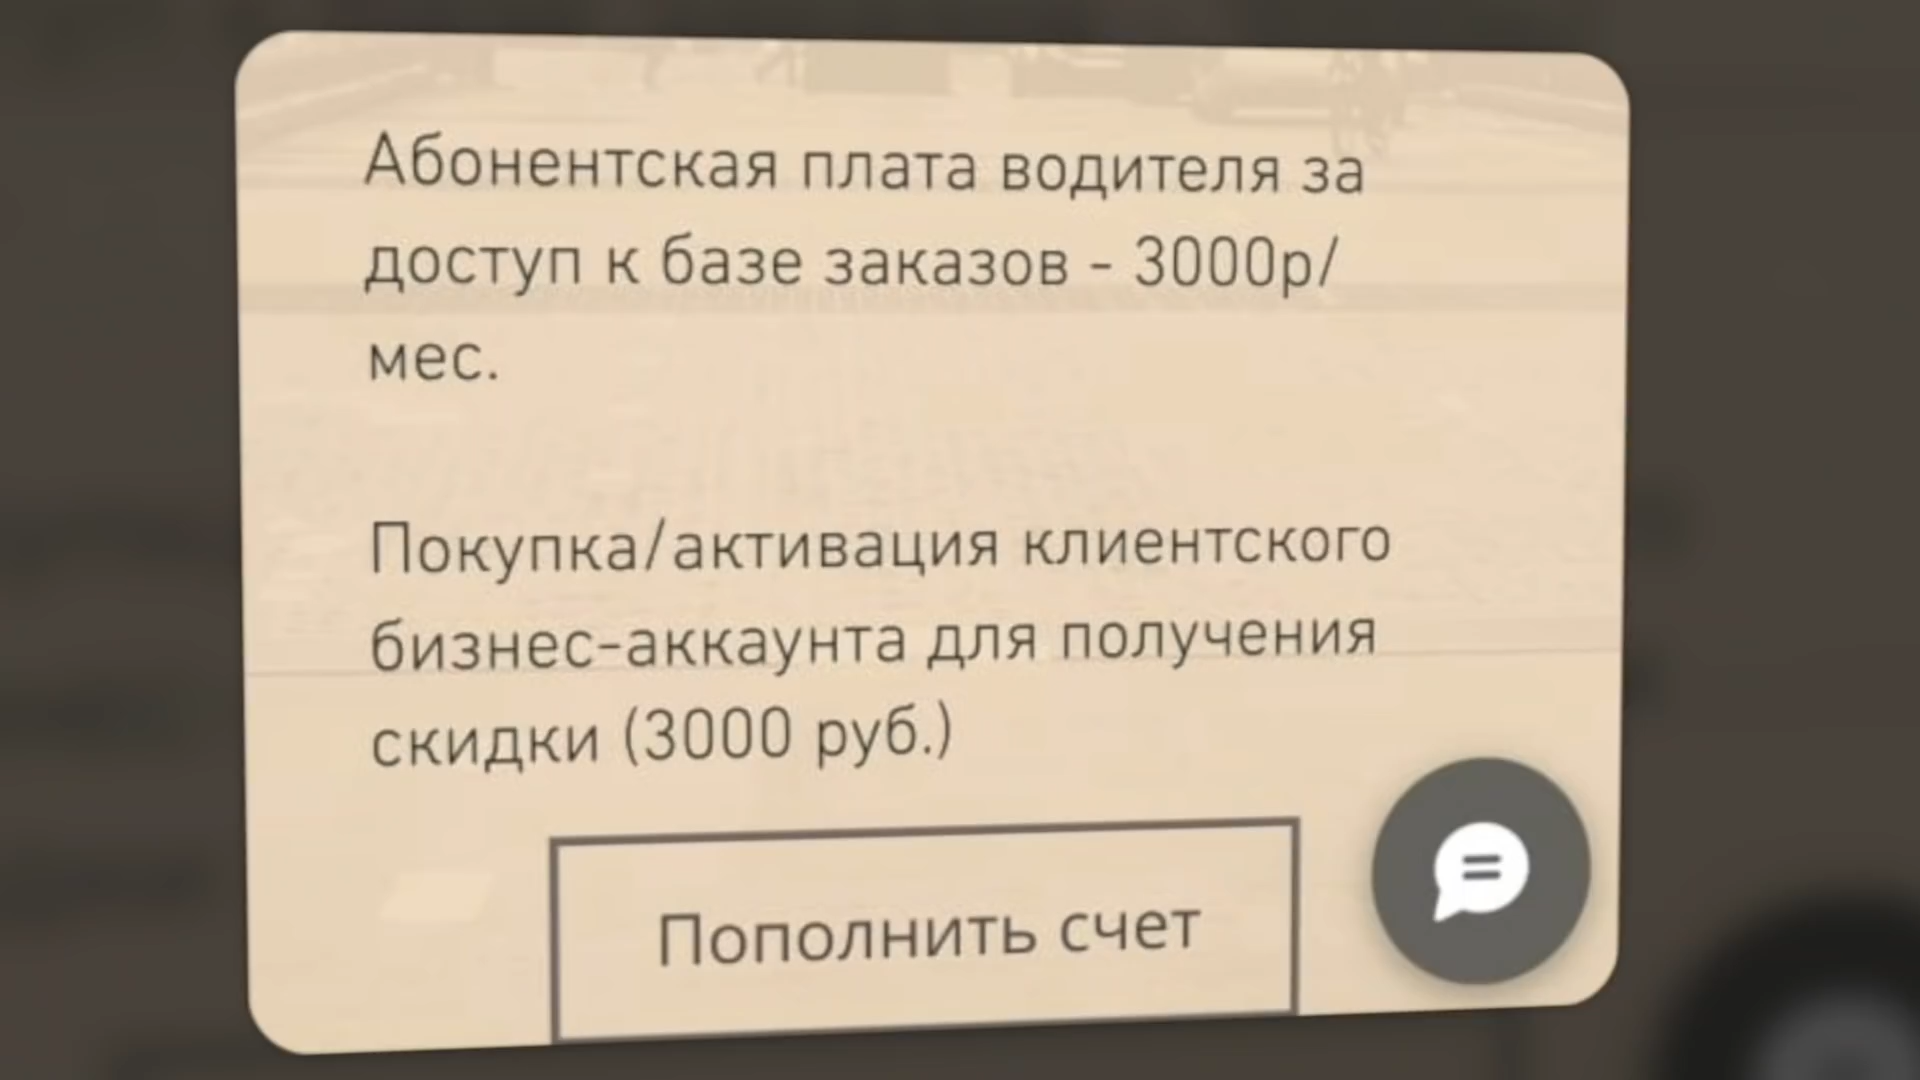 Абонентская плата водителя за
доступ к базе заказов - 3000р/
мес.
Покупка/активация клиентского
бизнес-аккаунта для получения
скидки (3000 руб.)
Пополнить счет